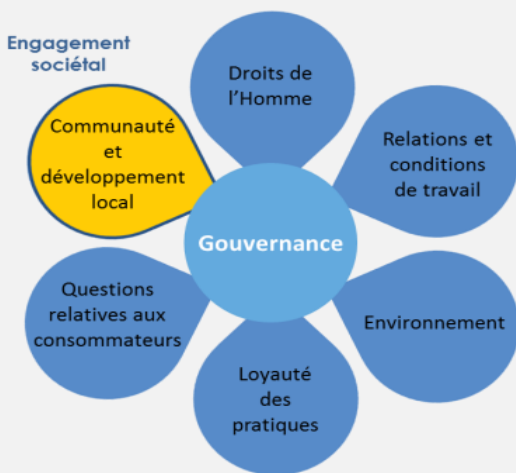 Engagement
sociétal
Droits de
l'Homme
Communauté
et
développement
local
Relations et
conditions
de travail
Gouvernance
Questions
relatives aux
consommateurs
Environnement
Loyauté
des
pratiques